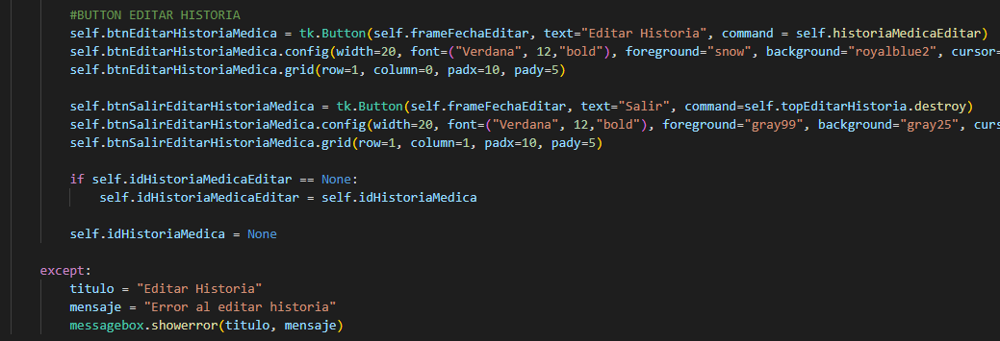 #BUTTON EDITAR HISTORIA
self.btnEditarHistoriaMedica = tk.Button(self.frameFechaEditar, text="Editar Historia", command = self.historiaMedicaEditar)
self.btnEditarHistoriaMedica.config(width=20, font=("Verdana", 12,"bold"), foreground="snow", background="royalblue2", cursor=
self.btnEditarHistoriaMedica.grid(row=1, column=0, padx=10, pady=5)
self.btnSalirEditarHistoriaMedica = tk.Button(self.frameFechaEditar, text="Salir", command=self.topEditarHistoria.destroy)
self.btnSalirEditarHistoriaMedica.config(width=20, font=("Verdana", 12,"bold"), foreground="gray99", background="gray25", curs
self.btnSalirEditarHistoriaMedica.grid(row=1, column=1, padx=10, pady=5)
if self.idHistoriaMedicaEditar == None:
self.idHistoriaMedicaEditar = self.idHistoriaMedica
self.idHistoriaMedica = None
except:
titulo = "Editar Historia"
mensaje = "Error al editar historia"
messagebox.showerror(titulo, mensaje)